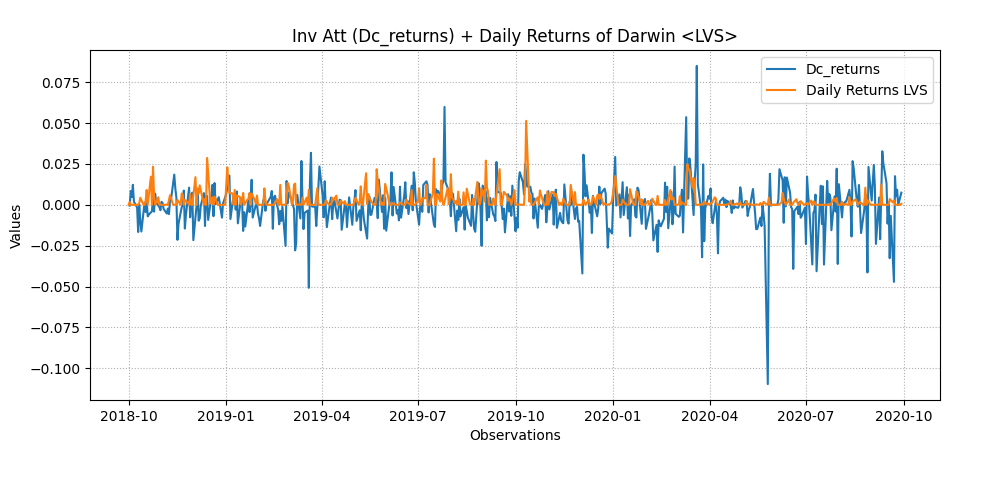 Inv Att (Dc_returns) + Daily Returns of Darwin <LVS>
Dc_returns
Daily Returns LVS
0.075
0.050
0.025
0.000
−0.025
−0.050
−0.075
−0.100
Values
2018-10 2019-01 2019-04 2019-07 2019-10 2020-01 2020-04 2020-07 2020-10
Observations